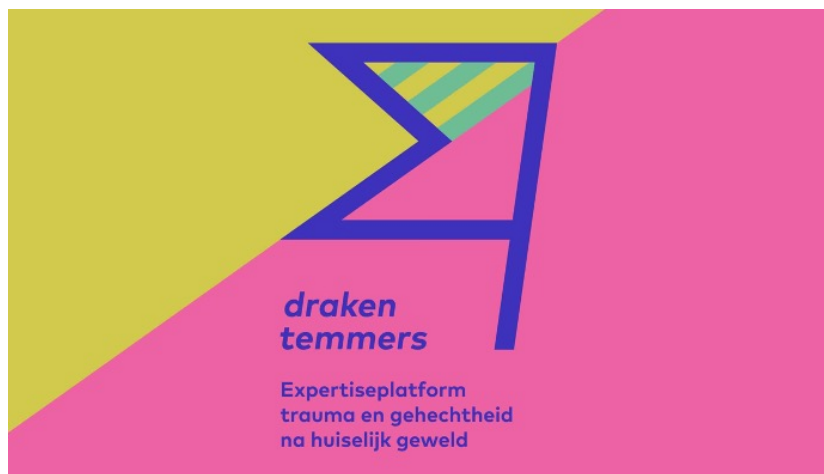 draken
temmers
Expertiseplatform
trauma en gehechtheid
na huiselijk geweld